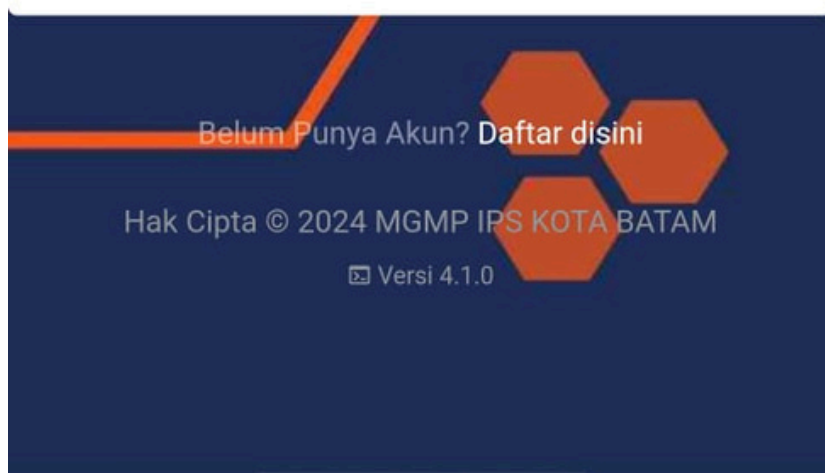 Belum Punya Akun? Daftar disini
Hak Cipta © 2024 MGMP IPS KOTA BATAM
Versi 4.1.0